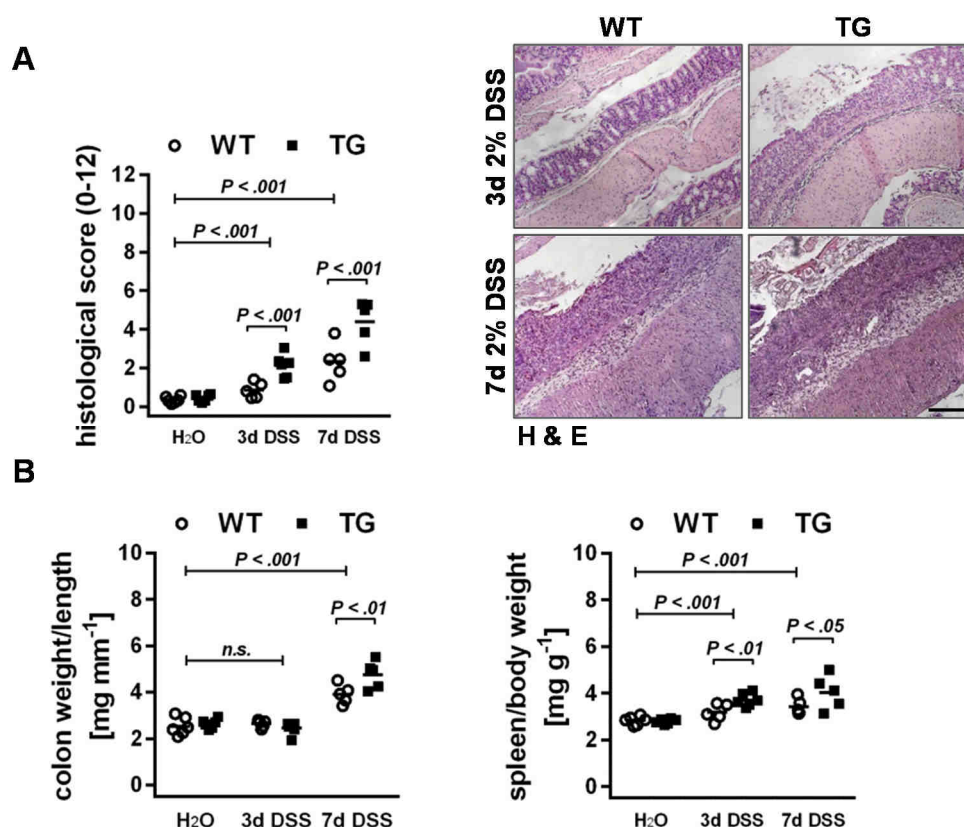 A
WT TG
histological score (0-12)
12
10
8
6
4
2
0
P < .001
P < .001
P < .001
P < .001
H2O 3d DSS 7d DSS
WT TG
3d 2% DSS
7d 2% DSS
H & E
B
WT TG
colon weight/length
[mg mm⁻¹]
10
8
6
4
2
0
P < .001
P < .01
n.s.
H2O 3d DSS 7d DSS
WT TG
spleen/body weight
[mg g⁻¹]
10
8
6
4
2
0
P < .001
P < .001
P < .01
P < .05
H2O 3d DSS 7d DSS